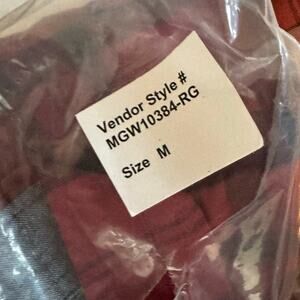 Vendor Style #
MGW10384-RG
Size M